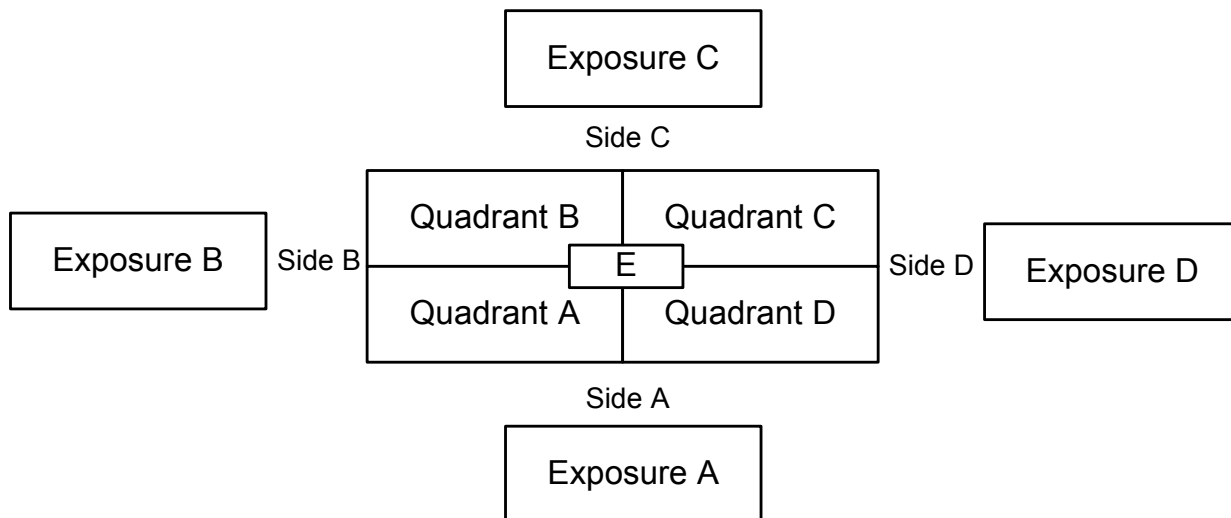 Exposure C
Side C
Quadrant B
Quadrant C
Exposure B
Side B
E
Side D
Exposure D
Quadrant A
Quadrant D
Side A
Exposure A